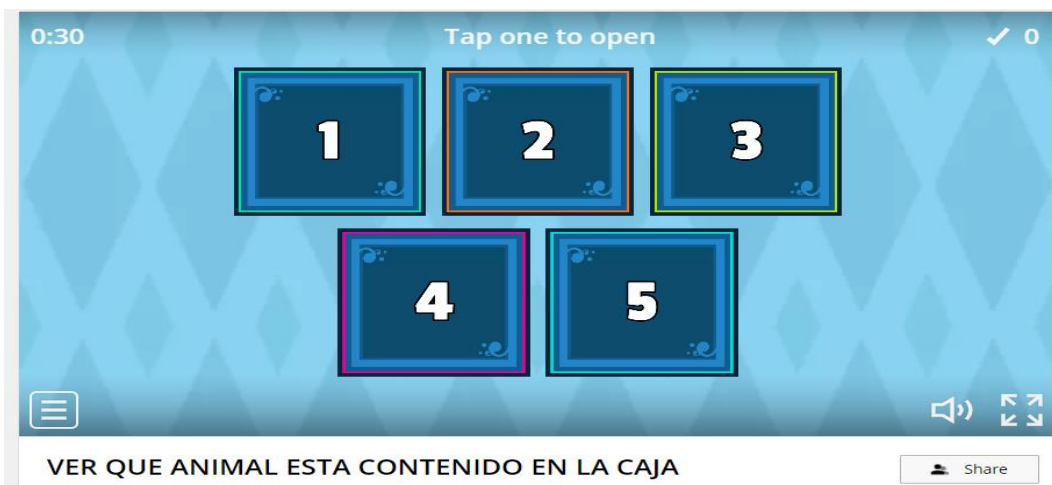 0:30 Tap one to open 0
1 2 3
4 5
VER QUE ANIMAL ESTA CONTENIDO EN LA CAJA Share